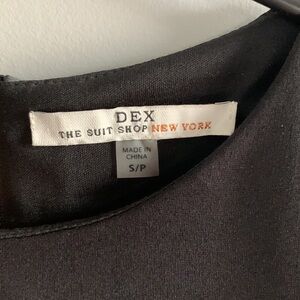 DEX
THE SUIT SHOP NEW YORK
MADE IN
CHINA
S/P